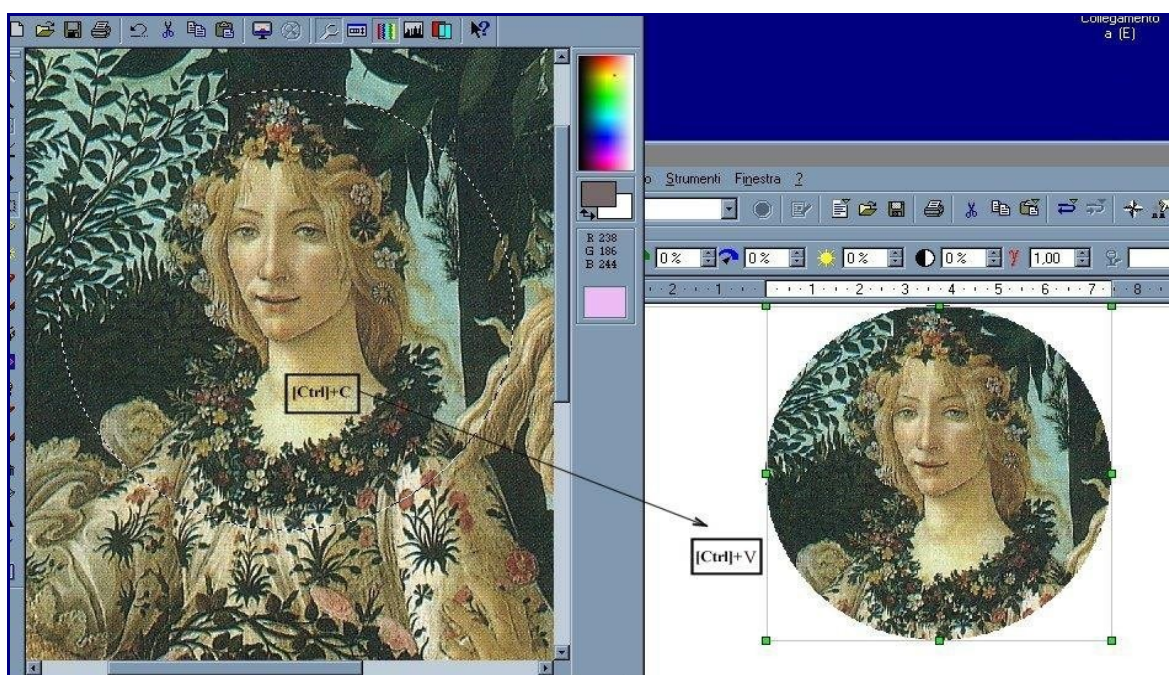 Collegamento
a (E)
o Strumenti Finestra ?
R 238
G 186
B 244
0 % 0 % 0 % 0 % 1,00
2 1 1 2 3 4 5 6 7 8
[Ctrl]+C
[Ctrl]+V